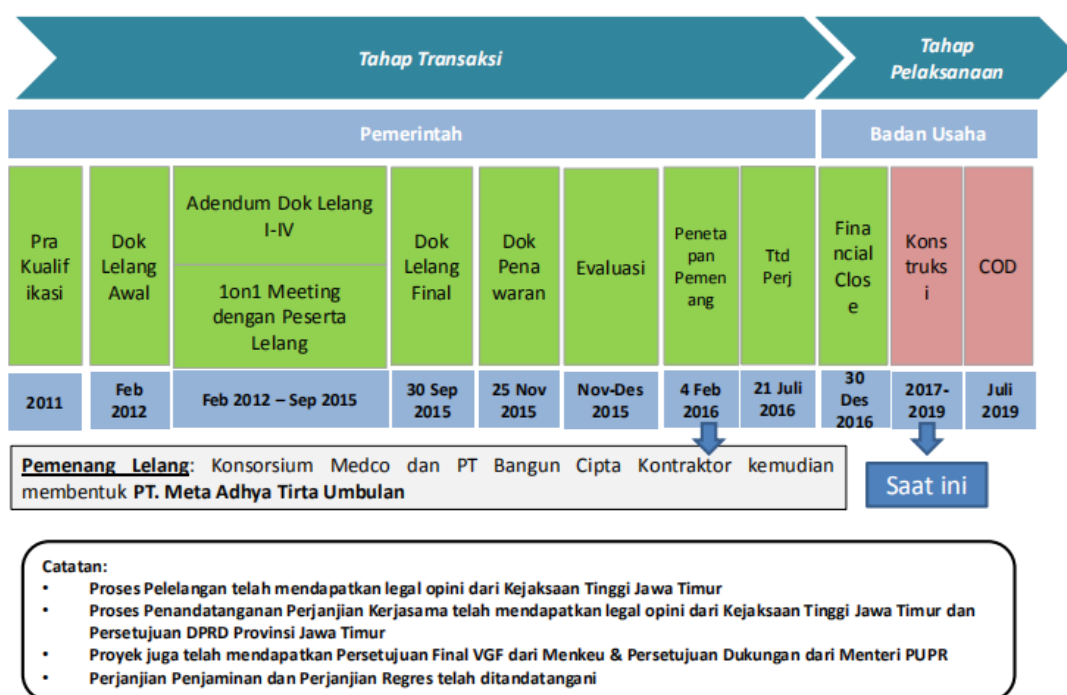 Tahap Transaksi
Tahap
Pelaksanaan
Pemerintah
Badan Usaha
Pra
Kualif
ikasi
Dok
Lelang
Awal
Adendum Dok Lelang
I-IV
1on1 Meeting
dengan Peserta
Lelang
Dok
Lelang
Final
Dok
Pena
waran
Evaluasi
Peneta
pan
Pemen
ang
Ttd
Perj
Fina
ncial
Clos
e
Kons
truks
i
COD
2011
Feb
2012
Feb 2012 – Sep 2015
30 Sep
2015
25 Nov
2015
Nov-Des
2015
4 Feb
2016
21 Juli
2016
30
Des
2016
2017-
2019
Juli
2019
Pemenang Lelang: Konsorsium Medco dan PT Bangun Cipta Kontraktor kemudian
membentuk PT. Meta Adhya Tirta Umbulan
Saat ini
Catatan:
• Proses Pelelangan telah mendapatkan legal opini dari Kejaksaan Tinggi Jawa Timur
• Proses Penandatanganan Perjanjian Kerjasama telah mendapatkan legal opini dari Kejaksaan Tinggi Jawa Timur dan
Persetujuan DPRD Provinsi Jawa Timur
• Proyek juga telah mendapatkan Persetujuan Final VGF dari Menkeu & Persetujuan Dukungan dari Menteri PUPR
• Perjanjian Penjaminan dan Perjanjian Regres telah ditandatangani